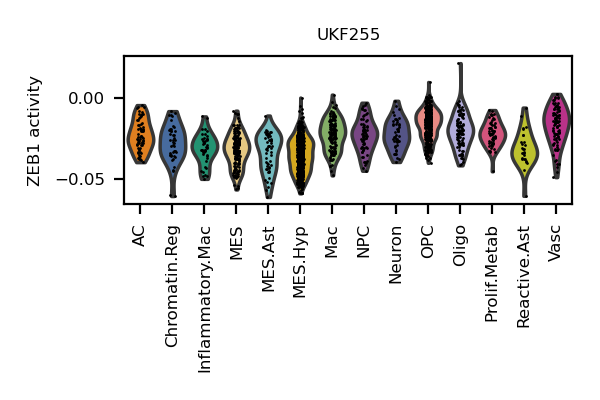 UKF255
ZEB1 activity
0.00
−0.05
AC
Chromatin.Reg
Inflammatory.Mac
MES
MES.Ast
MES.Hyp
Mac
NPC
Neuron
OPC
Oligo
Prolif.Metab
Reactive.Ast
Vasc